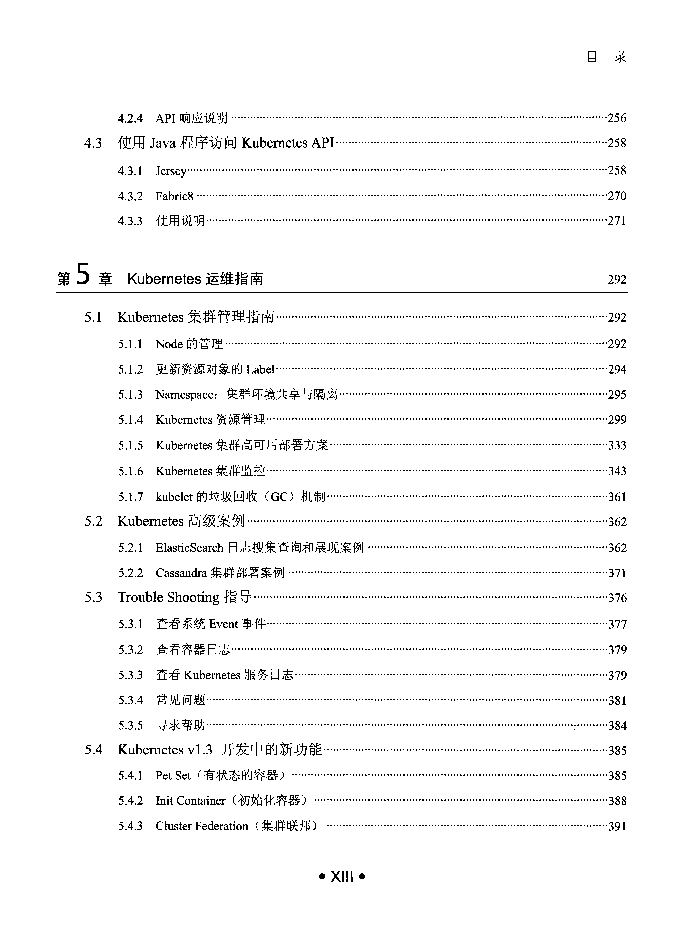 目 录
4.2.4 API 响应说明 256
4.3 使用 Java 程序访问 Kubernetes API 258
4.3.1 Jersey 258
4.3.2 Fabric8 270
4.3.3 使用说明 271
第 5 章 Kubernetes 运维指南 292
5.1 Kubernetes 集群管理指南 292
5.1.1 Node 的管理 292
5.1.2 更新资源对象的 Label 294
5.1.3 Namespace：集群环境共享与隔离 295
5.1.4 Kubernetes 资源管理 299
5.1.5 Kubernetes 集群高可用部署方案 333
5.1.6 Kubernetes 集群监控 343
5.1.7 kubelet 的垃圾回收（GC）机制 361
5.2 Kubernetes 高级案例 362
5.2.1 ElasticSearch 日志搜集查询和展现案例 362
5.2.2 Cassandra 集群部署案例 371
5.3 Trouble Shooting 指导 376
5.3.1 查看系统 Event 事件 377
5.3.2 查看容器日志 379
5.3.3 查看 Kubernetes 服务日志 379
5.3.4 常见问题 381
5.3.5 寻求帮助 384
5.4 Kubernetes v1.3 开发中的新功能 385
5.4.1 Pet Set（有状态的容器） 385
5.4.2 Init Container（初始化容器） 388
5.4.3 Cluster Federation（集群联邦） 391
• XIII •